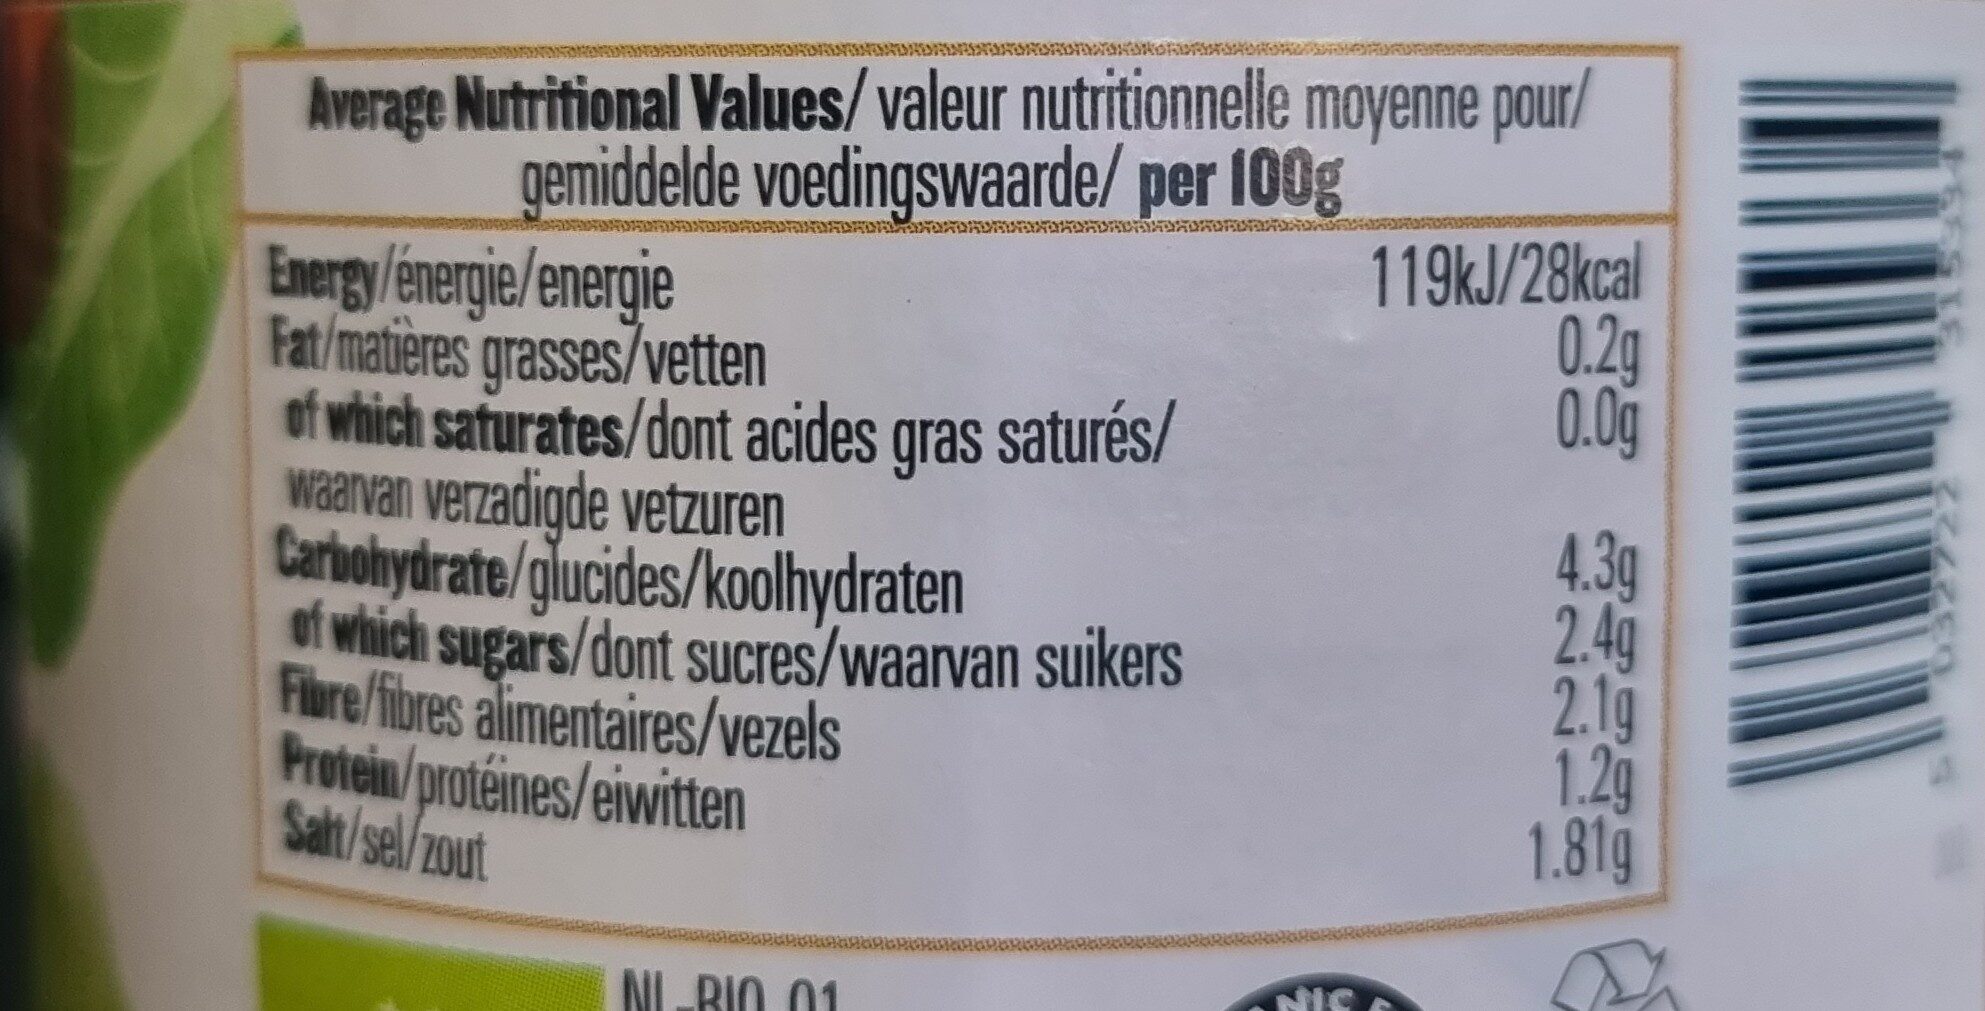 Average Nutritional Values/ valeur nutritionnelle moyenne pour/
gemiddelde voedingswaarde/ per 100g
Energy/énergie/energie 119kJ/28kcal
Fat/matières grasses/vetten 0.2g
of which saturates/dont acides gras saturés/ 0.0g
waarvan verzadigde vetzuren
Carbohydrate/glucides/koolhydraten 4.3g
of which sugars/dont sucres/waarvan suikers 2.4g
Fibre/fibres alimentaires/vezels 2.1g
Protein/protéines/eiwitten 1.2g
Salt/sel/zout 1.81g
NL-BIO-01